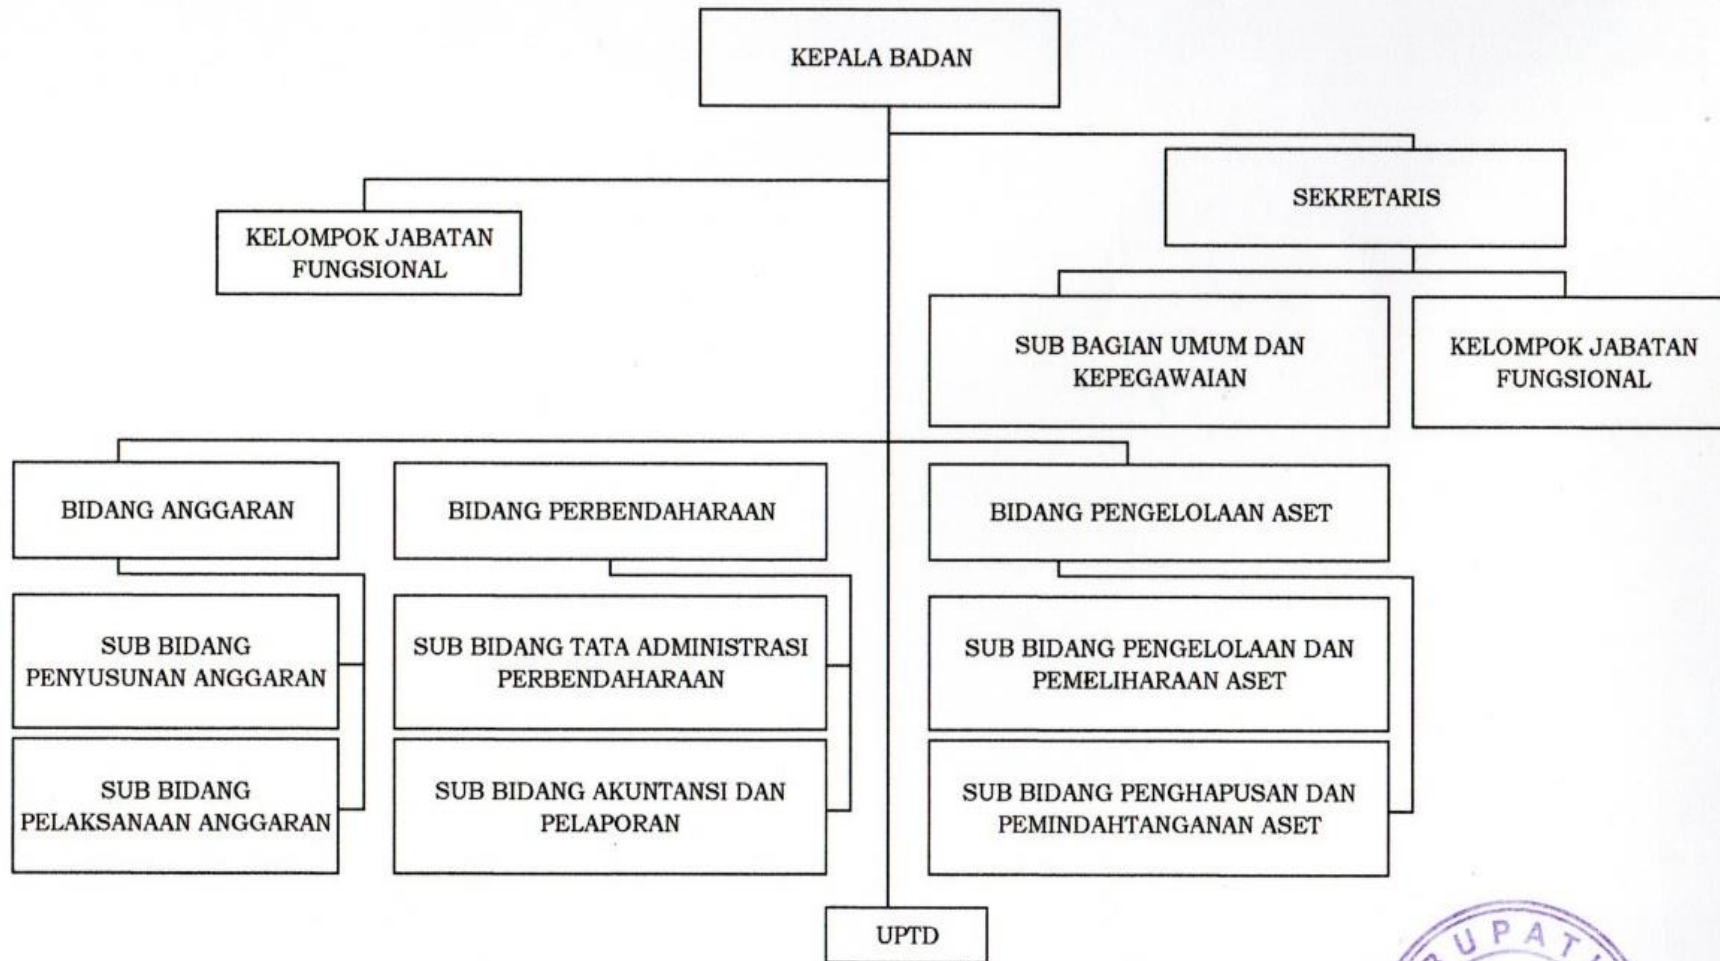 KEPALA BADAN
SEKRETARIS
KELOMPOK JABATAN
FUNGSIONAL
SUB BAGIAN UMUM DAN
KEPEGAWAIAN
KELOMPOK JABATAN
FUNGSIONAL
BIDANG ANGGARAN
BIDANG PERBENDAHARAAN
BIDANG PENGELOLAAN ASET
SUB BIDANG
PENYUSUNAN ANGGARAN
SUB BIDANG TATA ADMINISTRASI
PERBENDAHARAAN
SUB BIDANG PENGELOLAAN DAN
PEMELIHARAAN ASET
SUB BIDANG
PELAKSANAAN ANGGARAN
SUB BIDANG AKUNTANSI DAN
PELAPORAN
SUB BIDANG PENGHAPUSAN DAN
PEMINDAHTANGANAN ASET
UPTD
BUPATI